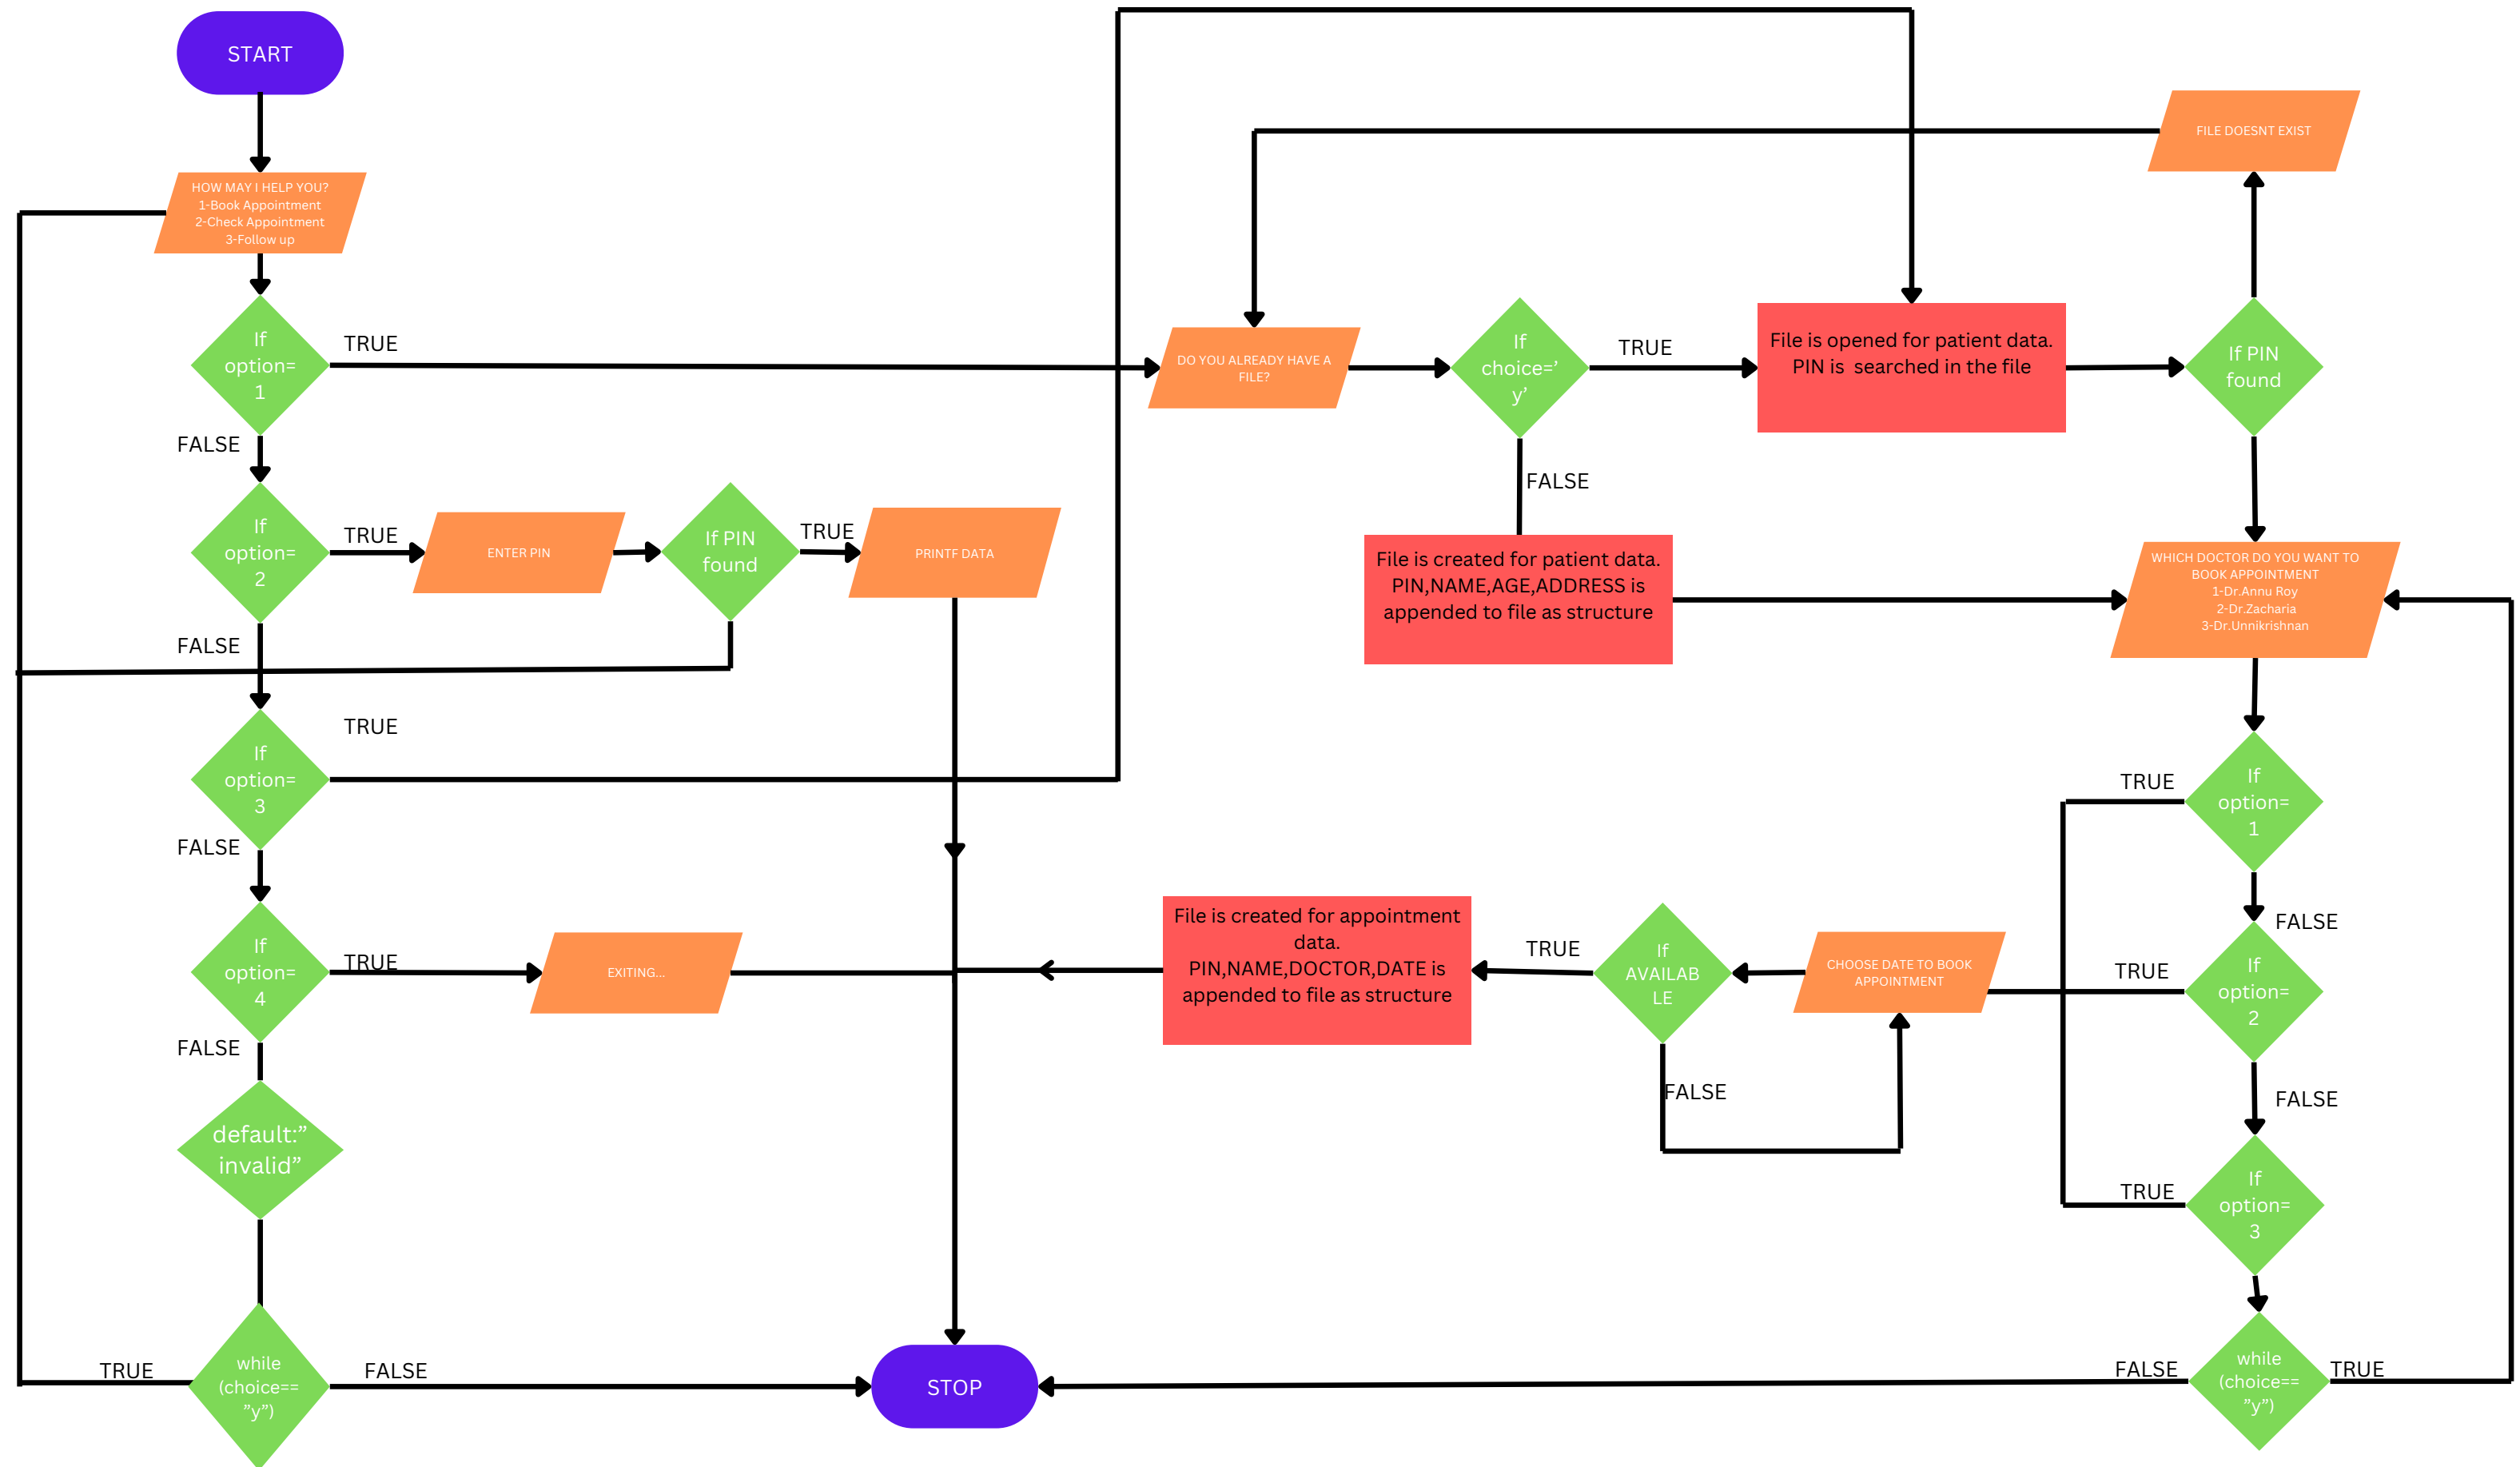 START
HOW MAY I HELP YOU?
1-Book Appointment
2-Check Appointment
3-Follow up
If
option=
1
TRUE
FALSE
If
option=
2
TRUE
ENTER PIN
If PIN
found
TRUE
PRINTF DATA
FALSE
If
option=
3
TRUE
FALSE
If
option=
4
TRUE
EXITING...
FALSE
default:”
invalid”
while
(choice==
”y”)
TRUE
FALSE
STOP
DO YOU ALREADY HAVE A
FILE?
If
choice=’
y’
TRUE
File is opened for patient data.
PIN is  searched in the file
If PIN
found
FILE DOESNT EXIST
FALSE
File is created for patient data.
PIN,NAME,AGE,ADDRESS is
appended to file as structure
WHICH DOCTOR DO YOU WANT TO
BOOK APPOINTMENT
1-Dr.Annu Roy
2-Dr.Zacharia
3-Dr.Unnikrishnan
If
option=
1
TRUE
FALSE
If
option=
2
TRUE
FALSE
If
option=
3
TRUE
CHOOSE DATE TO BOOK
APPOINTMENT
If
AVAILAB
LE
TRUE
FALSE
File is created for appointment
data.
PIN,NAME,DOCTOR,DATE is
appended to file as structure
while
(choice==
”y”)
FALSE
TRUE